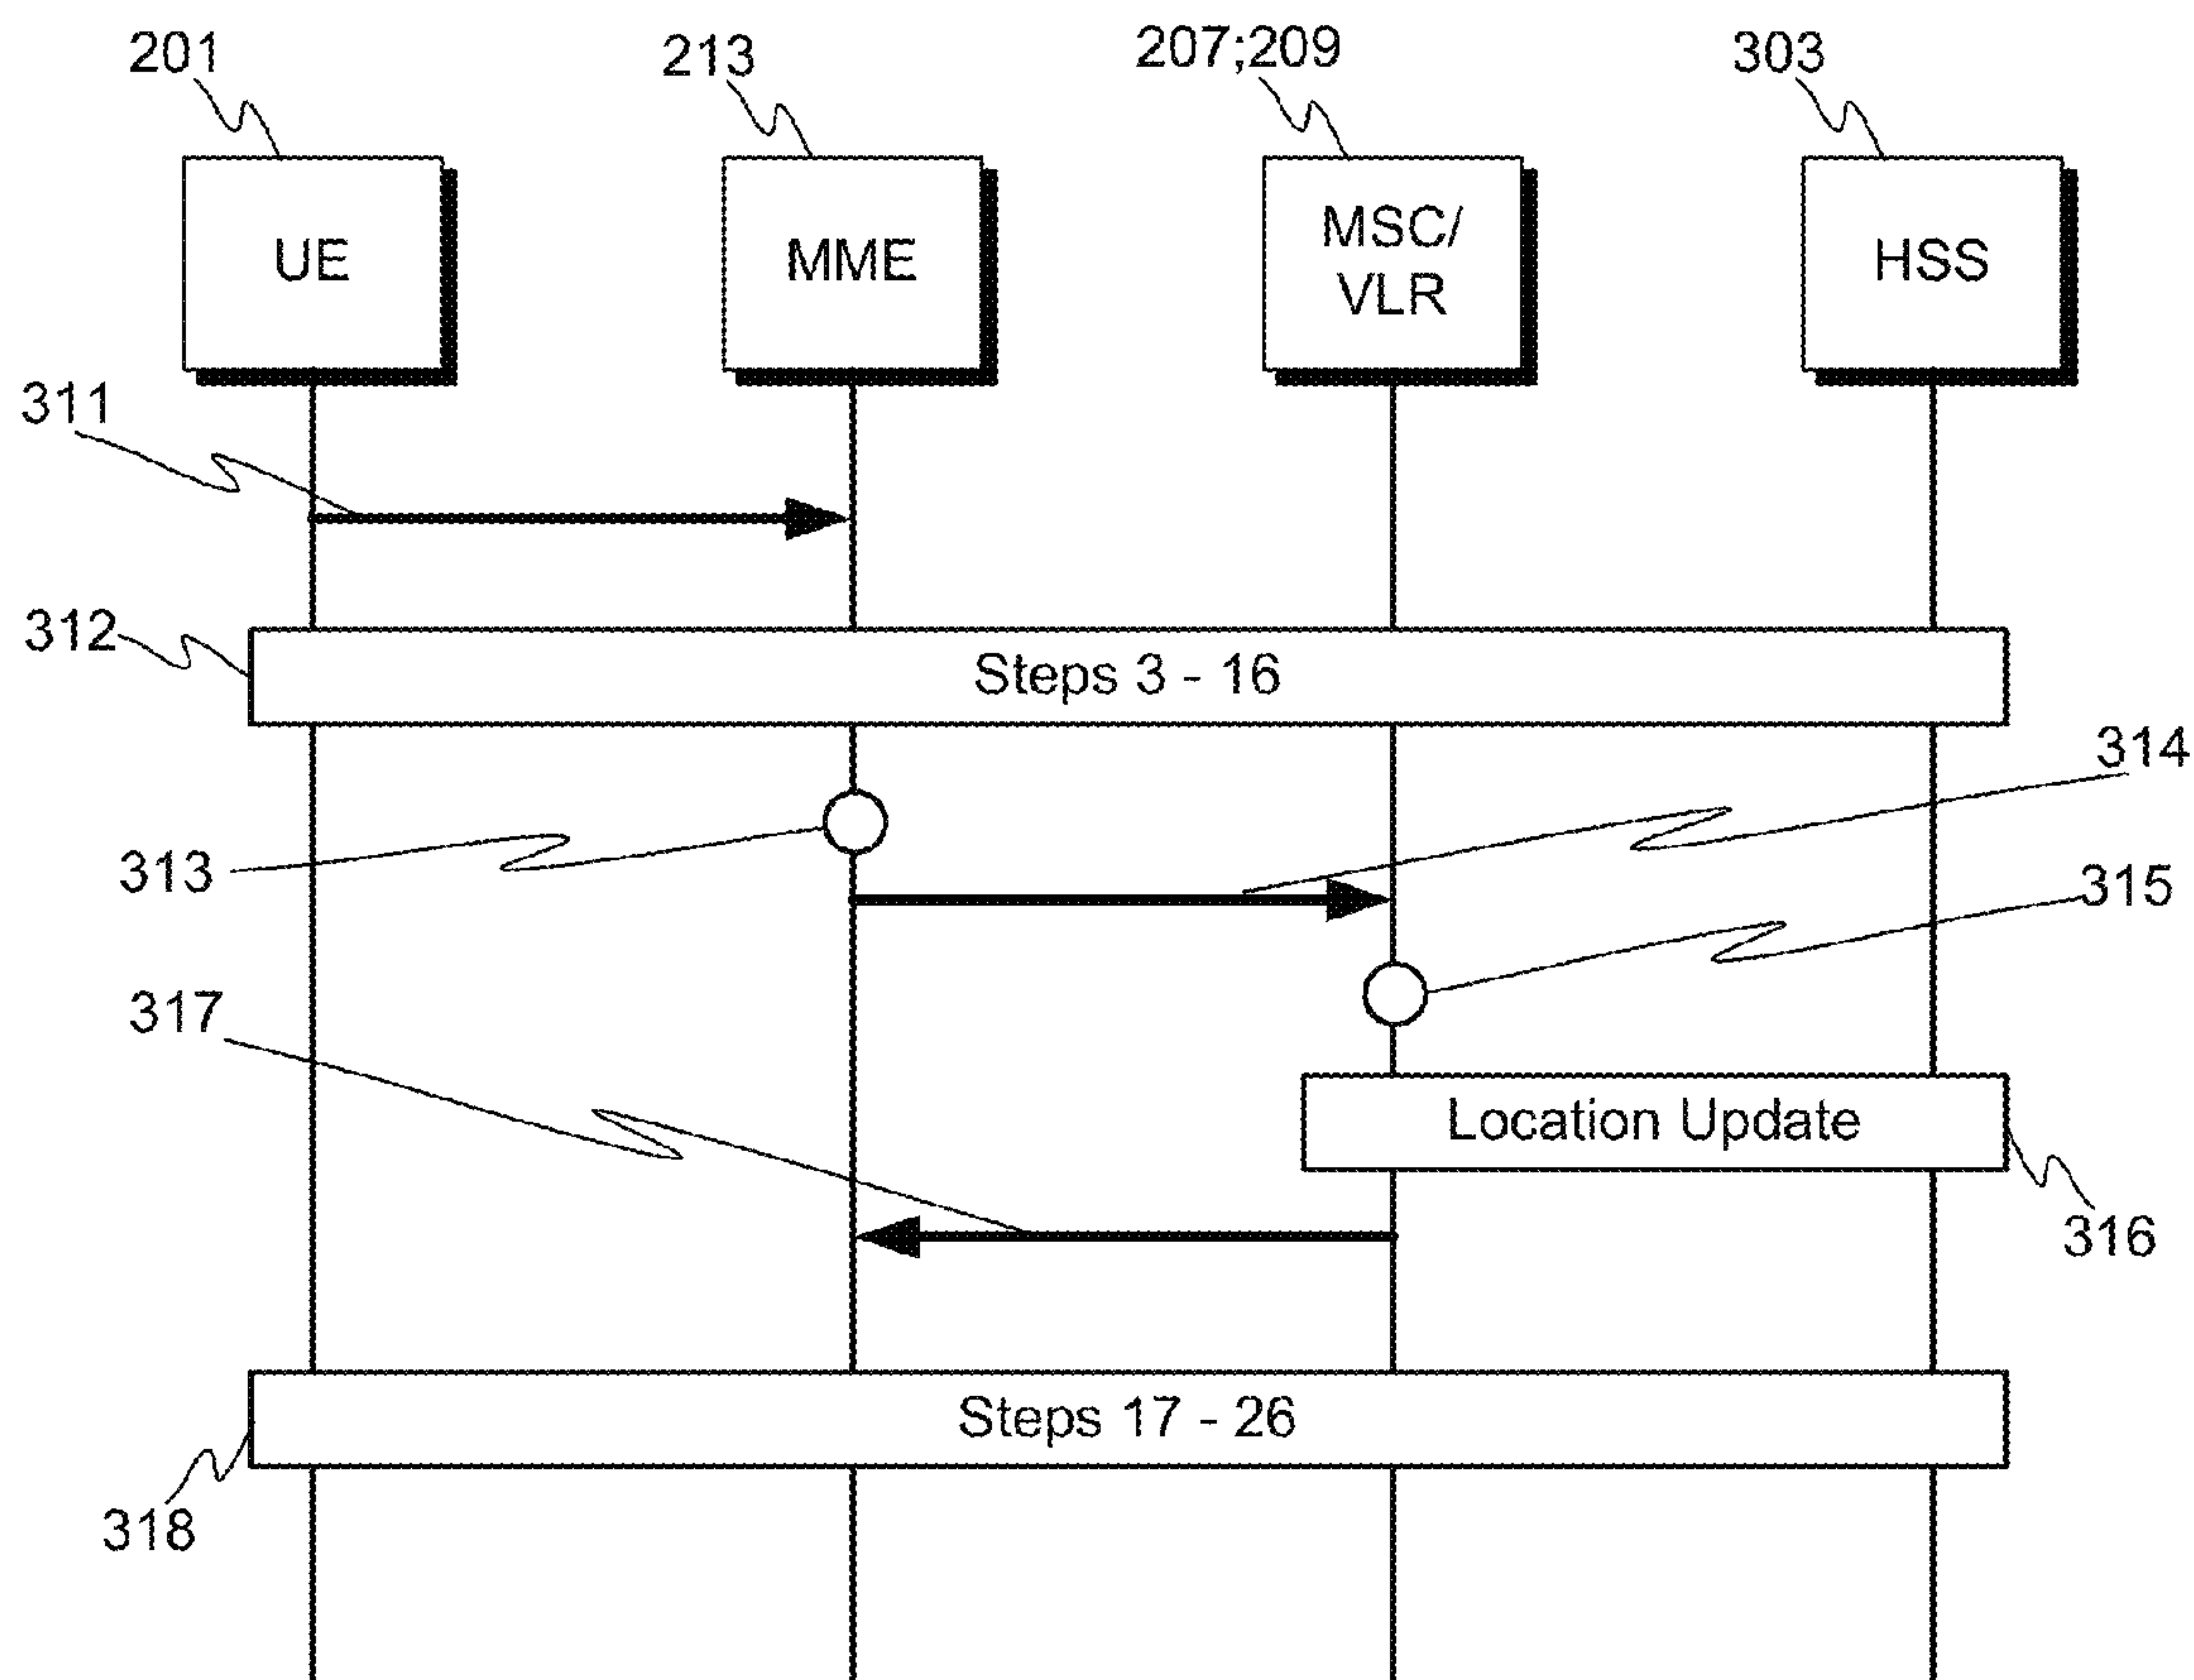 201
213
207;209
303
UE
MME
MSC/
VLR
HSS
311
312
Steps 3 - 16
314
313
315
317
Location Update
316
Steps 17 - 26
318